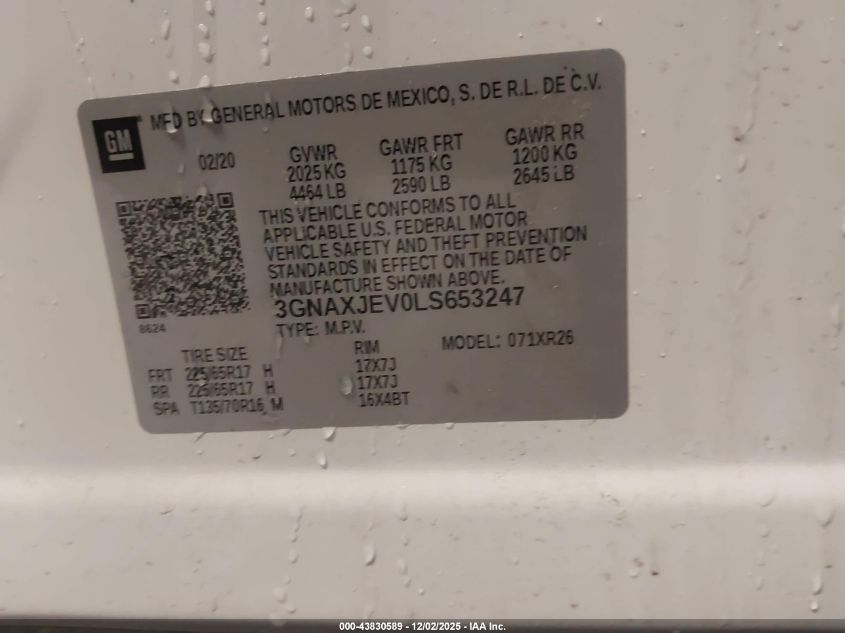 GM
MFD BY GENERAL MOTORS DE MEXICO, S. DE R.L. DE C.V.
02/20 GVWR GAWR FRT GAWR RR
2025 KG 1175 KG 1200 KG
4464 LB 2590 LB 2645 LB
THIS VEHICLE CONFORMS TO ALL
APPLICABLE U.S. FEDERAL MOTOR
VEHICLE SAFETY AND THEFT PREVENTION
STANDARDS IN EFFECT ON THE DATE OF
MANUFACTURE SHOWN ABOVE.
3GNAXJEV0LS653247
8624
TYPE: M.P.V. MODEL: 071XR26
TIRE SIZE RIM
FRT 225/65R17 H 17X7J
RR 225/65R17 H 17X7J
SPA T135/70R16 M 16X4BT
000-43830589 - 12/02/2025 - IAA Inc.